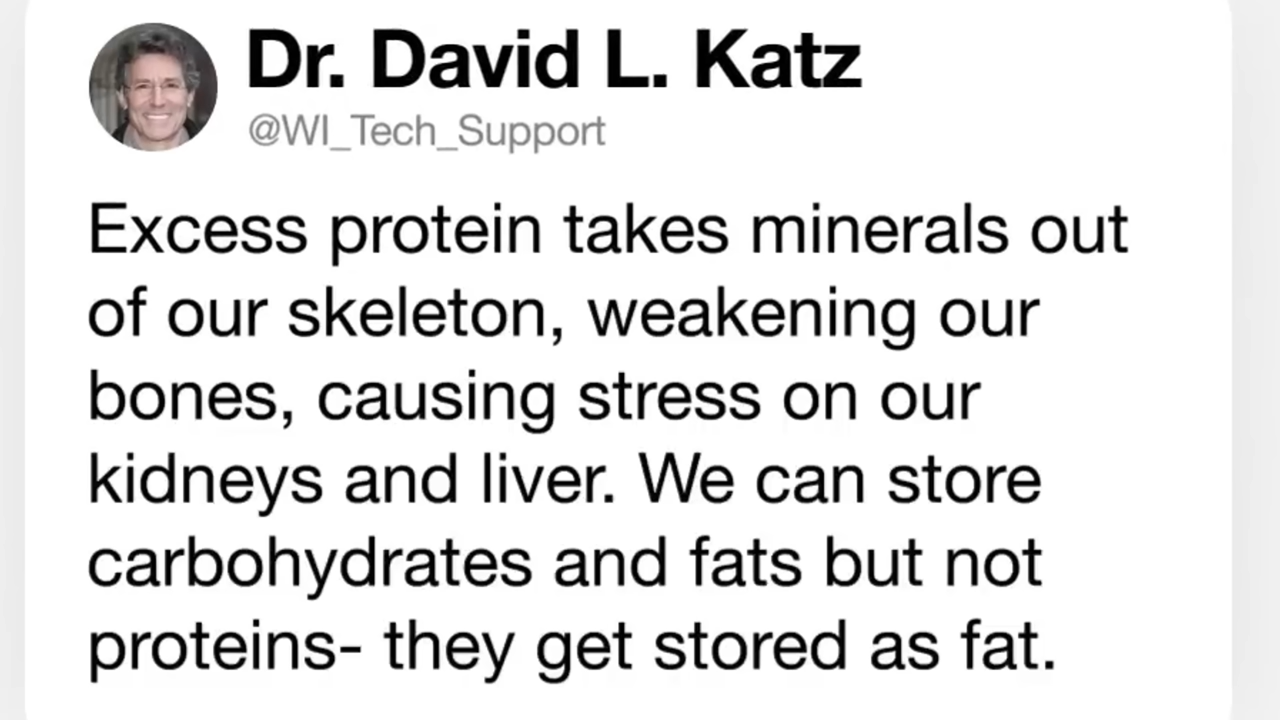 Dr. David L. Katz
@WI_Tech_Support
Excess protein takes minerals out
of our skeleton, weakening our
bones, causing stress on our
kidneys and liver. We can store
carbohydrates and fats but not
proteins- they get stored as fat.